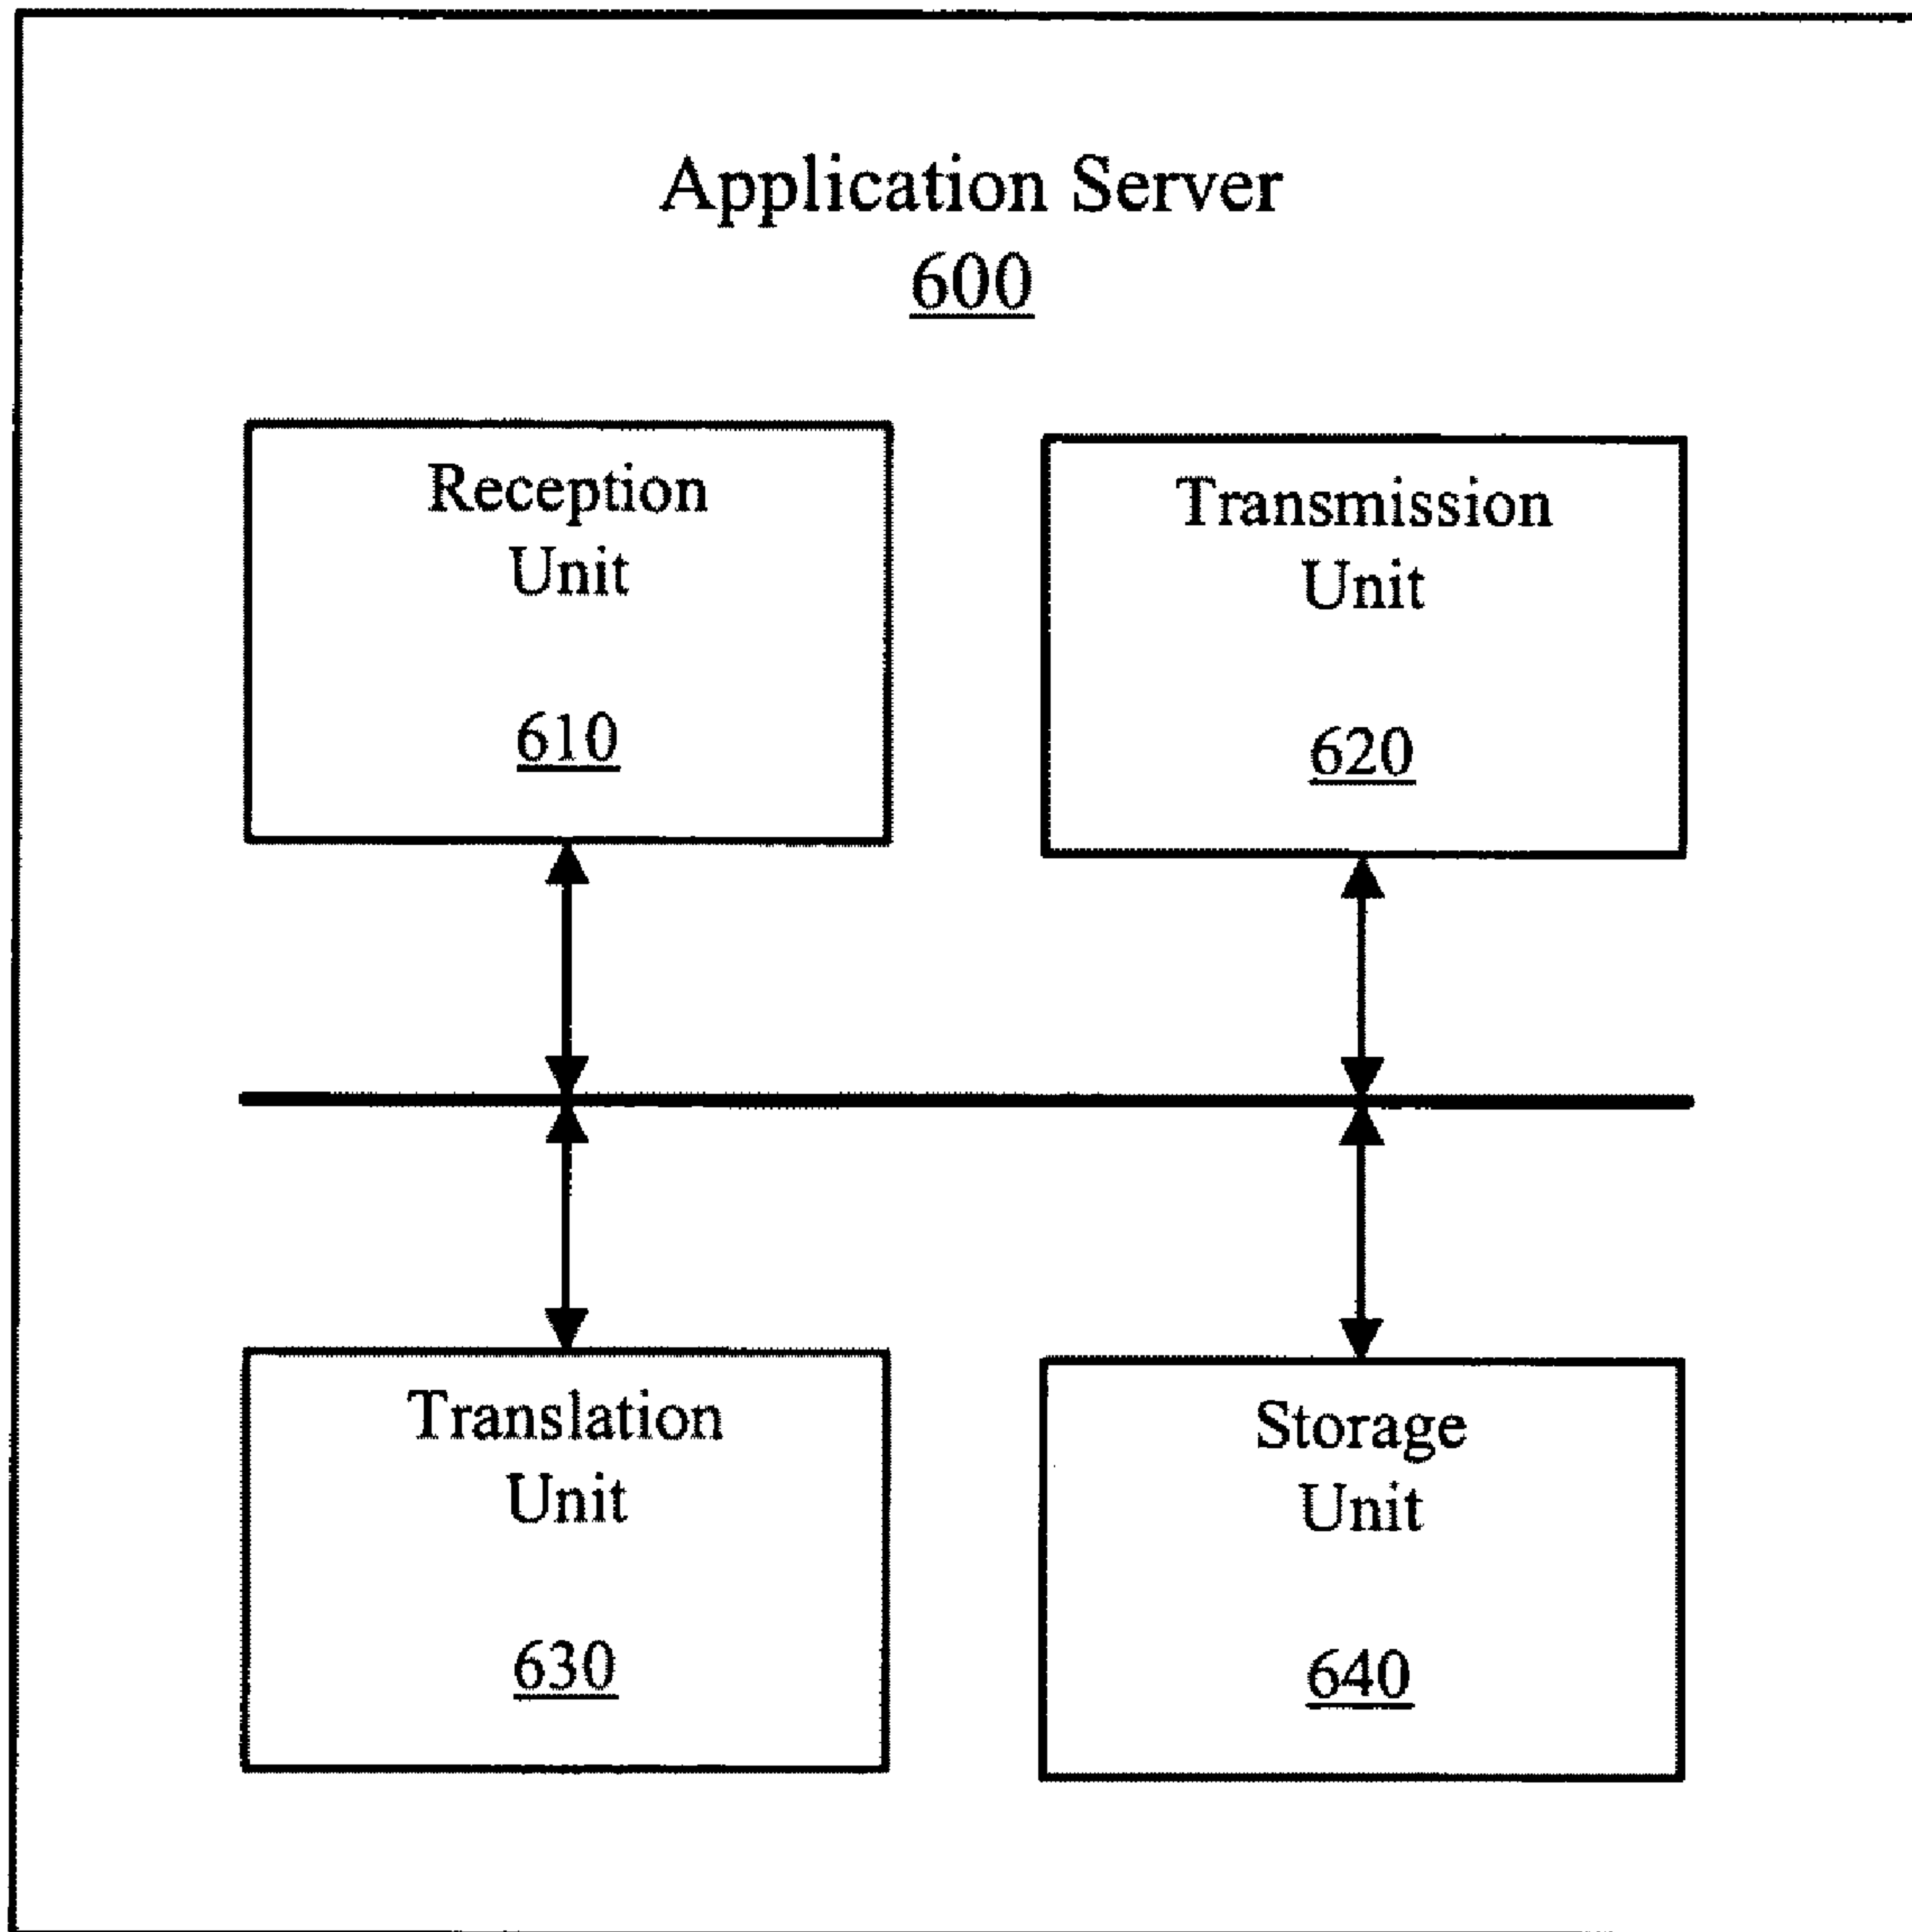 Application Server
600
Reception
Unit
610
Transmission
Unit
620
Translation
Unit
630
Storage
Unit
640